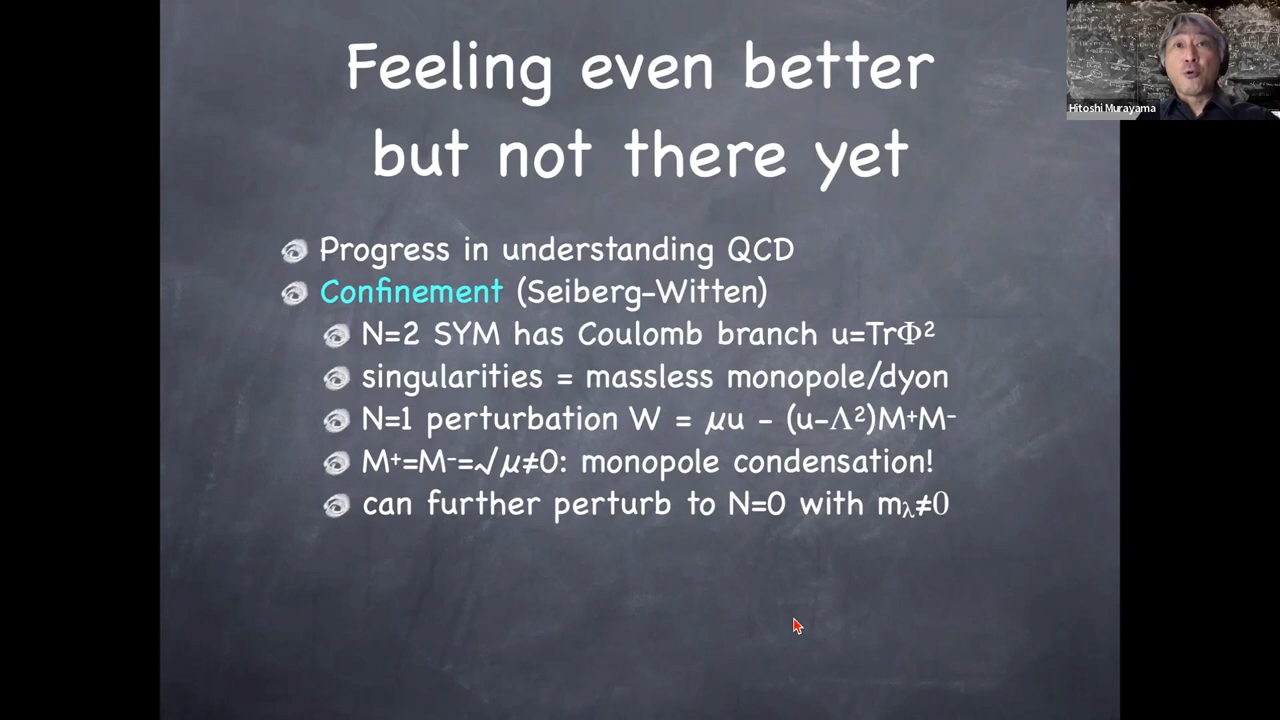 Feeling even better
but not there yet
Hitoshi Murayama
Progress in understanding QCD
Confinement (Seiberg-Witten)
N=2 SYM has Coulomb branch u=TrΦ²
singularities = massless monopole/dyon
N=1 perturbation W = μu - (u-Λ²)M⁺M⁻
M⁺=M⁻=√μ≠0: monopole condensation!
can further perturb to N=0 with mλ≠0